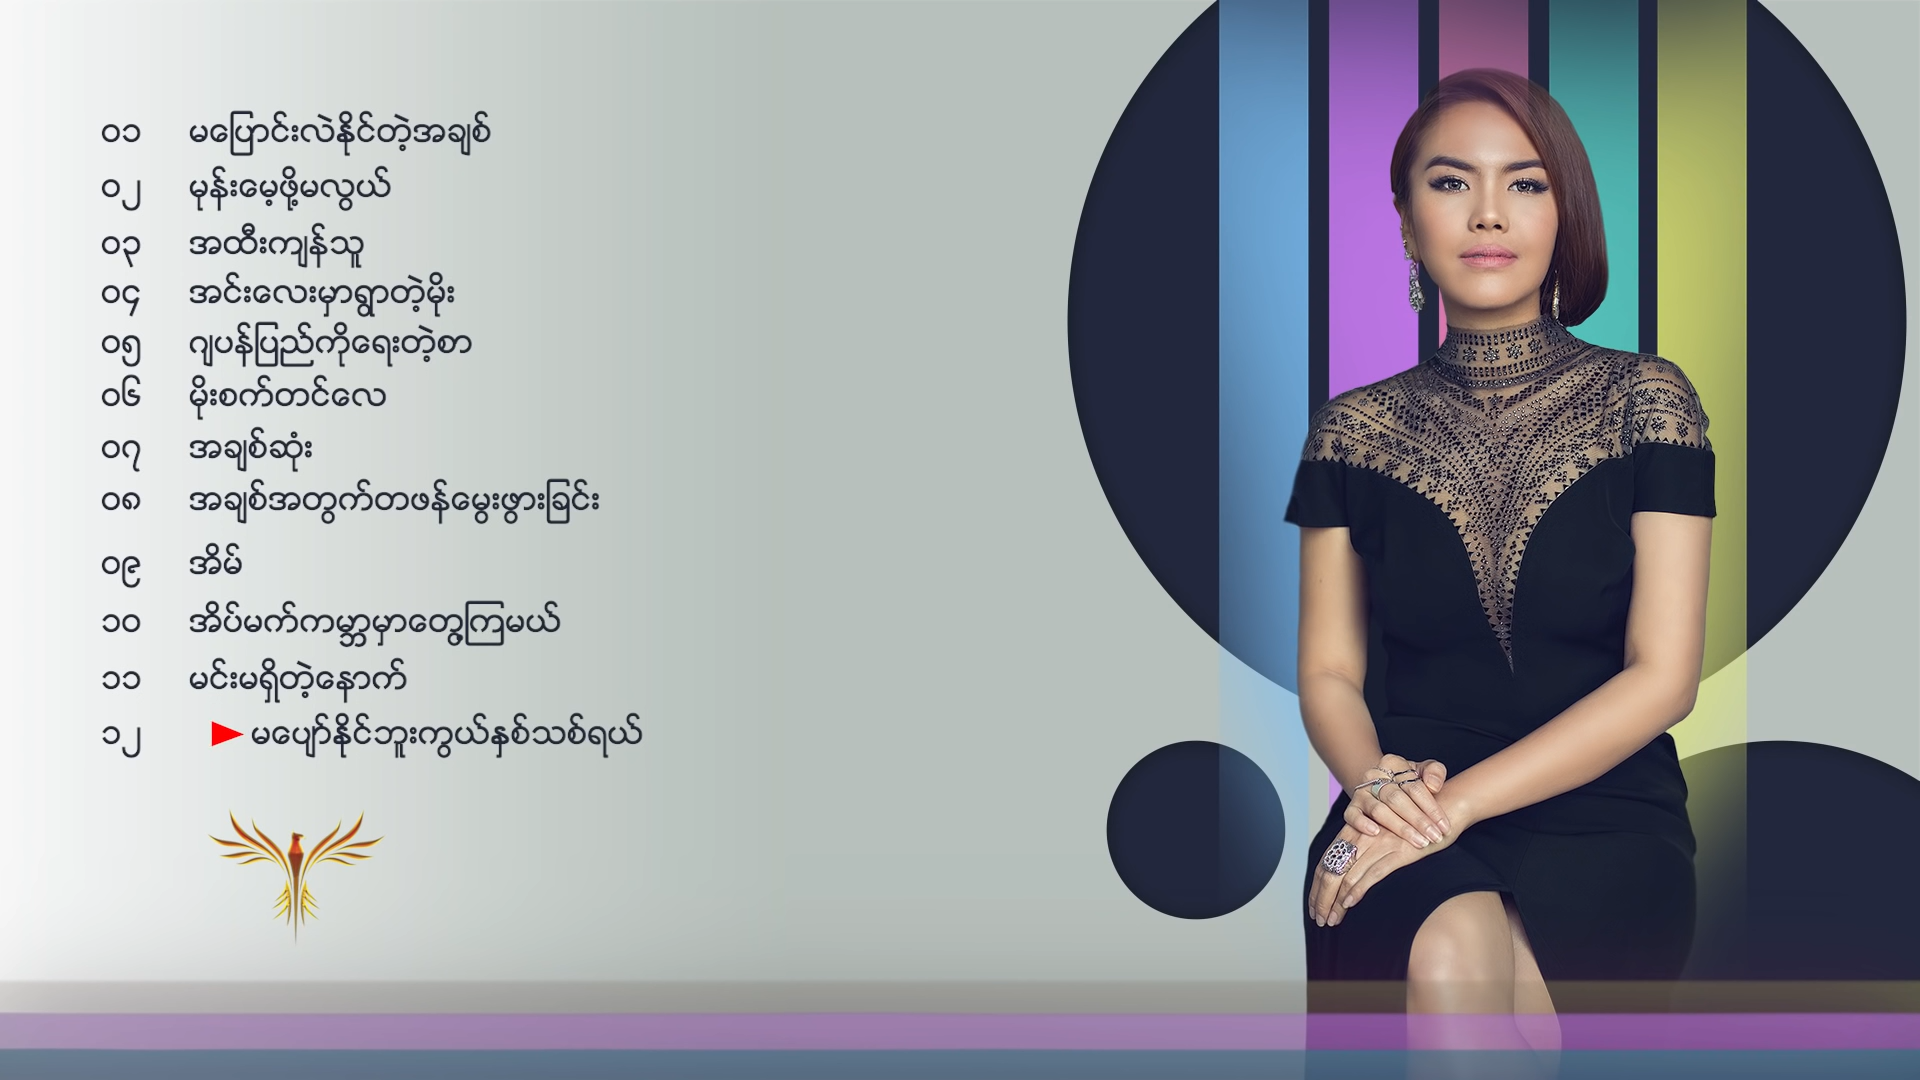 ၀၁ မပြောင်းလဲနိုင်တဲ့အချစ်
၀၂ မုန်းမေ့ဖို့မလွယ်
၀၃ အထီးကျန်သူ
၀၄ အင်းလေးမှာရွာတဲ့မိုး
၀၅ ဂျပန်ပြည်ကိုရေးတဲ့စာ
၀၆ မိုးစက်တင်လေ
၀၇ အချစ်ဆုံး
၀၈ အချစ်အတွက်တဖန်မွေးဖွားခြင်း
၀၉ အိမ်
၁၀ အိပ်မက်ကမ္ဘာမှာတွေ့ကြမယ်
၁၁ မင်းမရှိတဲ့နောက်
၁၂ မပျော်နိုင်ဘူးကွယ်နှစ်သစ်ရယ်